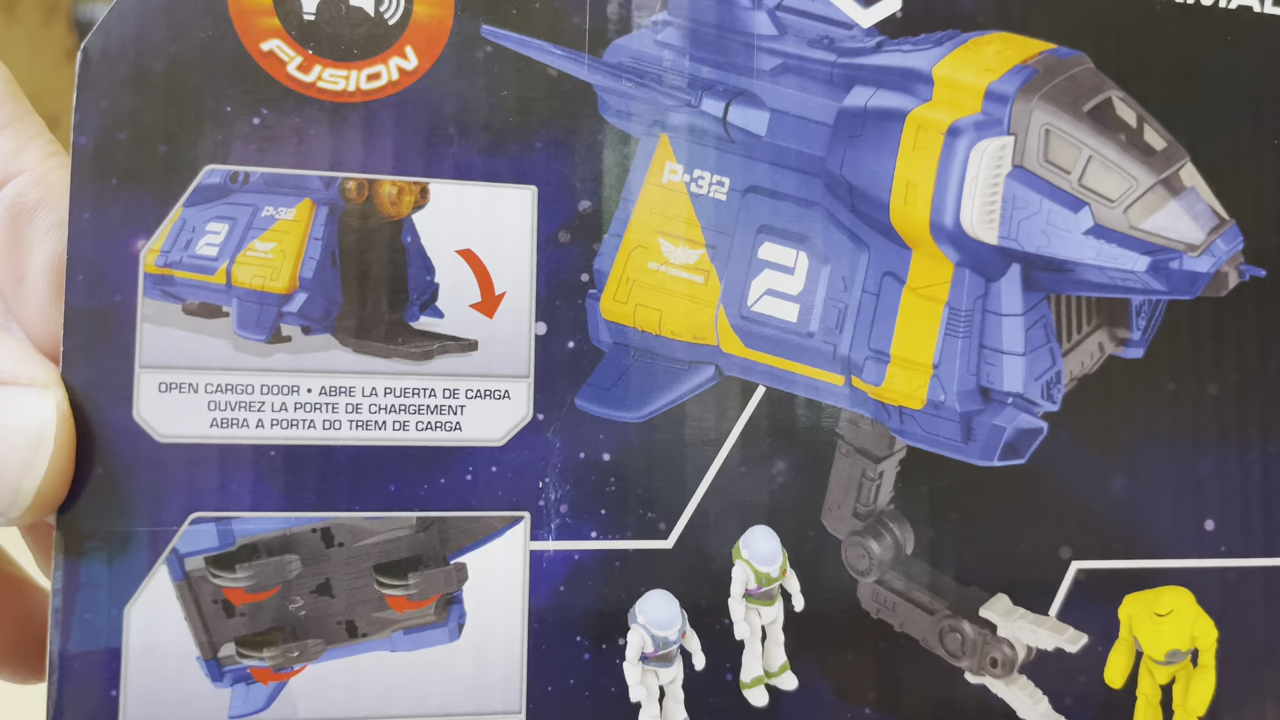 FUSION
P-32
2
P-32
2
OPEN CARGO DOOR • ABRE LA PUERTA DE CARGA
OUVREZ LA PORTE DE CHARGEMENT
ABRA A PORTA DO TREM DE CARGA